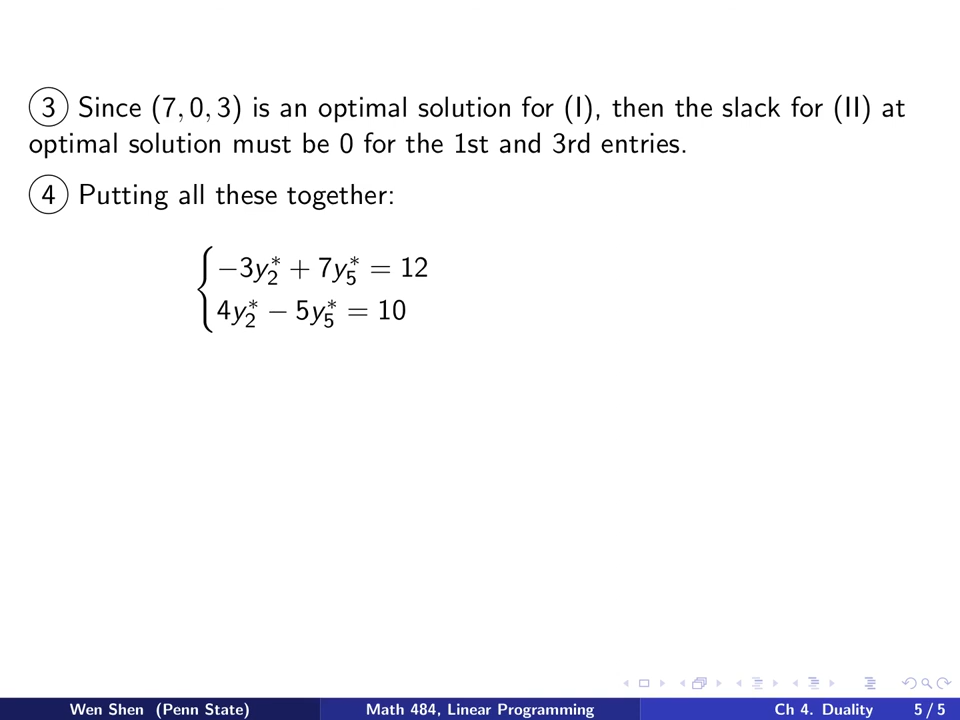 ③ Since (7, 0, 3) is an optimal solution for (I), then the slack for (II) at
optimal solution must be 0 for the 1st and 3rd entries.
④ Putting all these together:
−3y₂* + 7y₅* = 12
4y₂* − 5y₅* = 10
Wen Shen (Penn State) Math 484, Linear Programming Ch 4. Duality 5 / 5